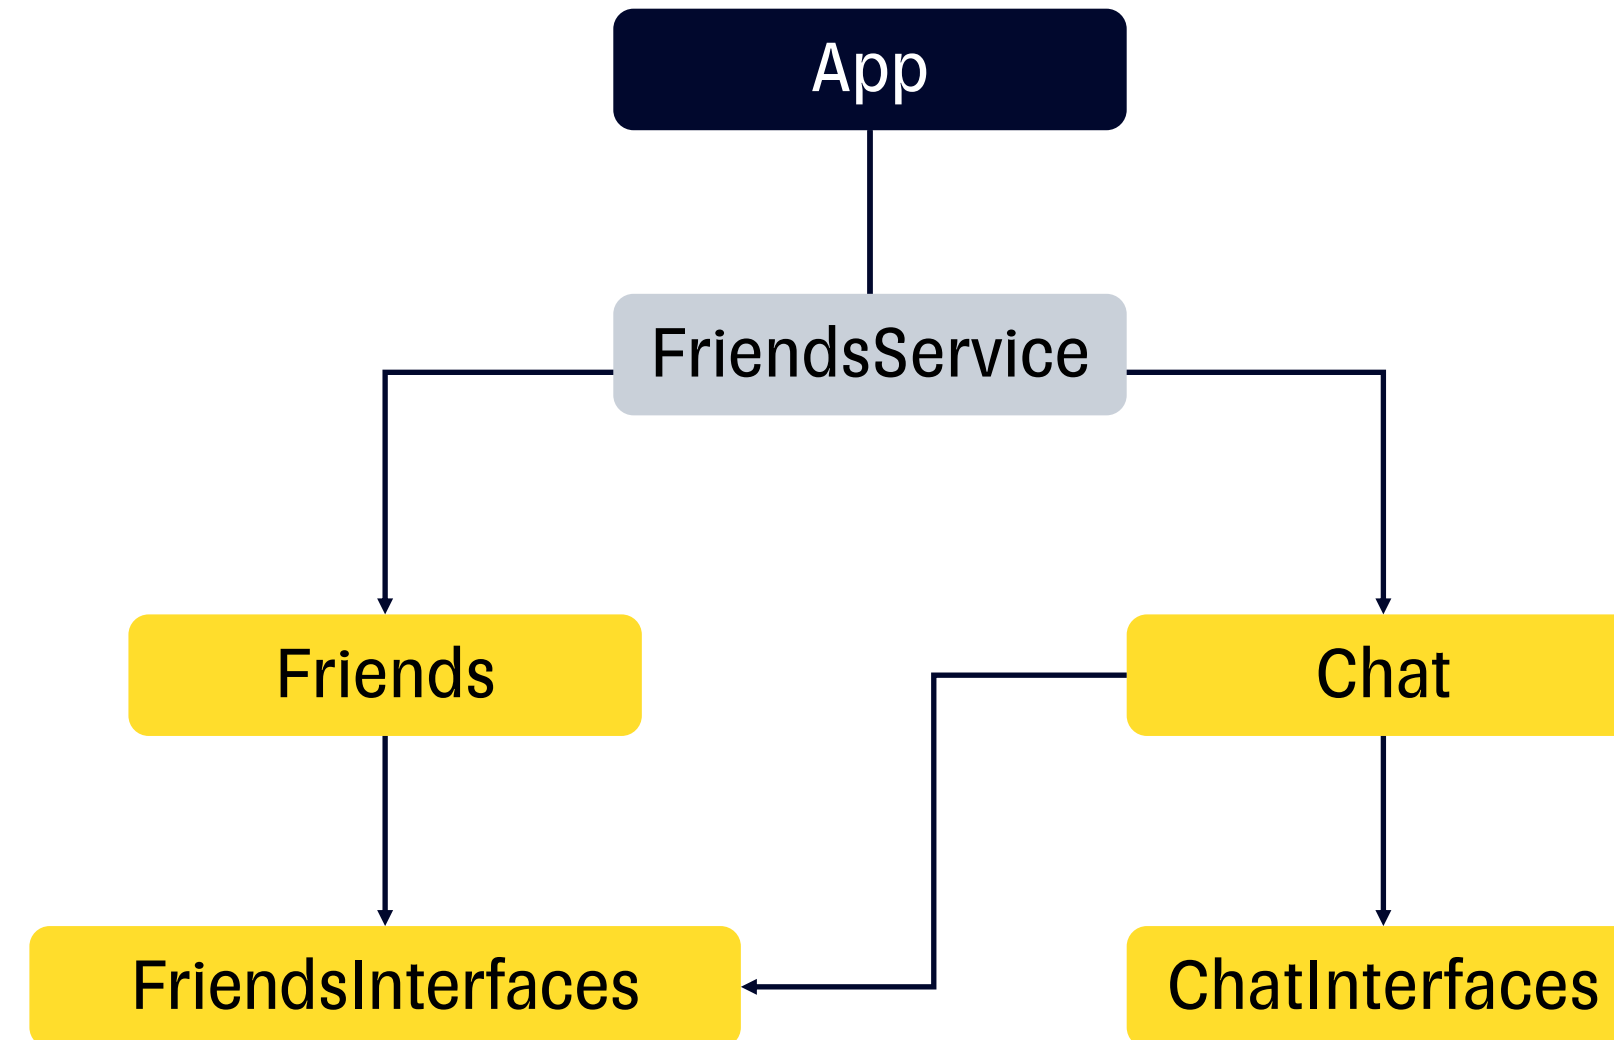 App
FriendsService
Friends
Chat
FriendsInterfaces
ChatInterfaces